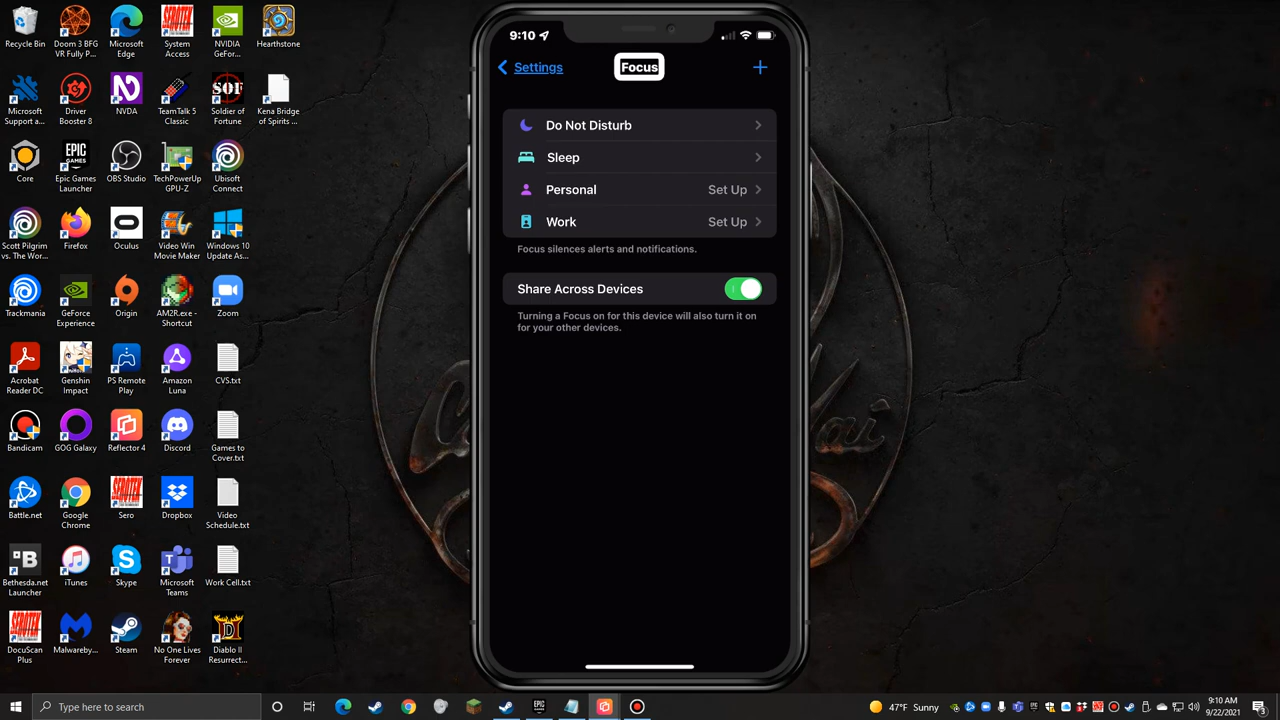 Recycle Bin
Doom 3 BFG
VR Fully P...
Microsoft
Edge
System
Access
NVIDIA
GeFor...
Hearthstone
Microsoft
Support a...
Driver
Booster 8
NVDA
TeamTalk 5
Classic
SOF
Soldier of
Fortune
Kena Bridge
of Spirits ...
Core
EPIC
GAMES
Epic Games
Launcher
OBS Studio
TechPowerUp
GPU-Z
Ubisoft
Connect
Scott Pilgrim
vs. The Wor...
Firefox
Oculus
Video Win
Movie Maker
Windows 10
Update As...
Trackmania
GeForce
Experience
Origin
AM2R.exe -
Shortcut
Zoom
Acrobat
Reader DC
Genshin
Impact
PS Remote
Play
Amazon
Luna
CVS.txt
Bandicam
GOG Galaxy
Reflector 4
Discord
Games to
Cover.txt
Battle.net
Google
Chrome
SEROTEK
Sero
Dropbox
Video
Schedule.txt
Bethesda.net
Launcher
iTunes
Skype
Microsoft
Teams
Work Cell.txt
SEROTEK
DocuScan
Plus
Malwareby...
Steam
No One Lives
Forever
Diablo II
Resurrect...
9:10
Settings
Focus
+
Do Not Disturb
Sleep
Personal Set Up
Work Set Up
Focus silences alerts and notifications.
Share Across Devices
Turning a Focus on for this device will also turn it on
for your other devices.
Type here to search
47°F Sunny
9:10 AM
9/22/2021